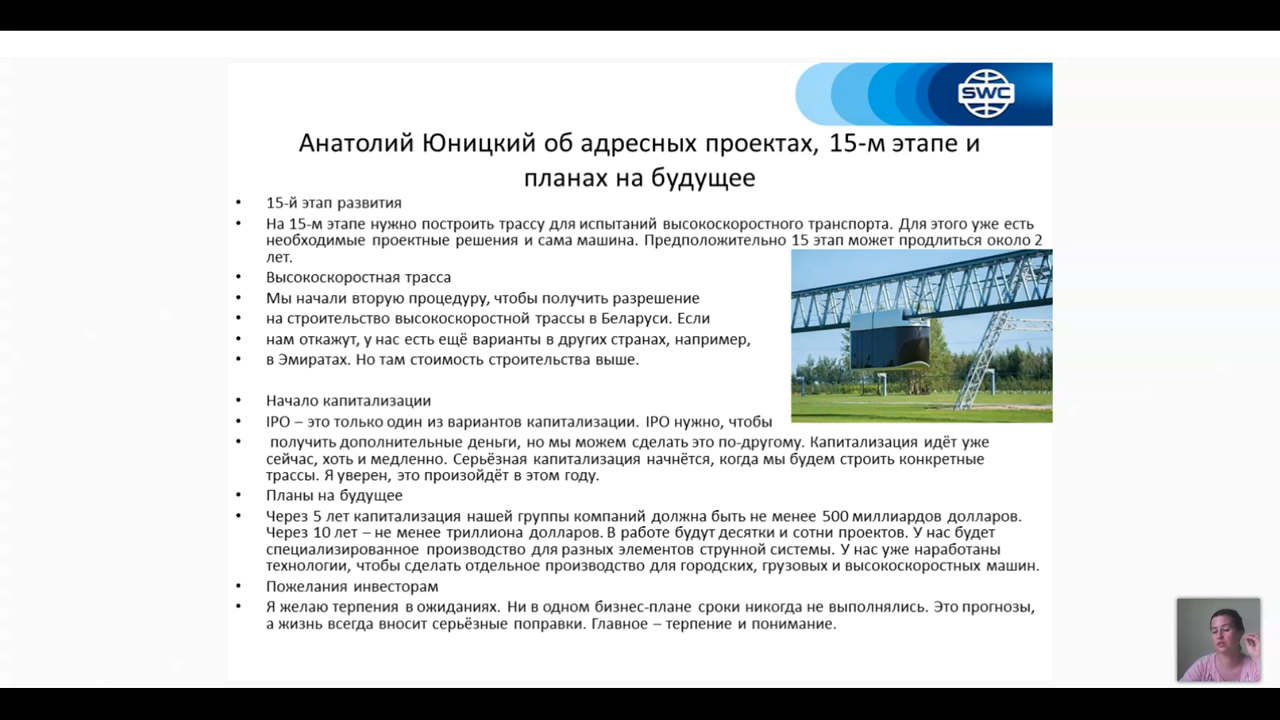 SWC
Анатолий Юницкий об адресных проектах, 15-м этапе и
планах на будущее
• 15-й этап развития
• На 15-м этапе нужно построить трассу для испытаний высокоскоростного транспорта. Для этого уже есть
необходимые проектные решения и сама машина. Предположительно 15 этап может продлиться около 2
лет.
• Высокоскоростная трасса
• Мы начали вторую процедуру, чтобы получить разрешение
• на строительство высокоскоростной трассы в Беларуси. Если
• нам откажут, у нас есть ещё варианты в других странах, например,
• в Эмиратах. Но там стоимость строительства выше.
• Начало капитализации
• IPO – это только один из вариантов капитализации. IPO нужно, чтобы
• получить дополнительные деньги, но мы можем сделать это по-другому. Капитализация идёт уже
сейчас, хоть и медленно. Серьёзная капитализация начнётся, когда мы будем строить конкретные
трассы. Я уверен, это произойдёт в этом году.
• Планы на будущее
• Через 5 лет капитализация нашей группы компаний должна быть не менее 500 миллиардов долларов.
Через 10 лет – не менее триллиона долларов. В работе будут десятки и сотни проектов. У нас будет
специализированное производство для разных элементов струнной системы. У нас уже наработаны
технологии, чтобы сделать отдельное производство для городских, грузовых и высокоскоростных машин.
• Пожелания инвесторам
• Я желаю терпения в ожиданиях. Ни в одном бизнес-плане сроки никогда не выполнялись. Это прогнозы,
а жизнь всегда вносит серьёзные поправки. Главное – терпение и понимание.